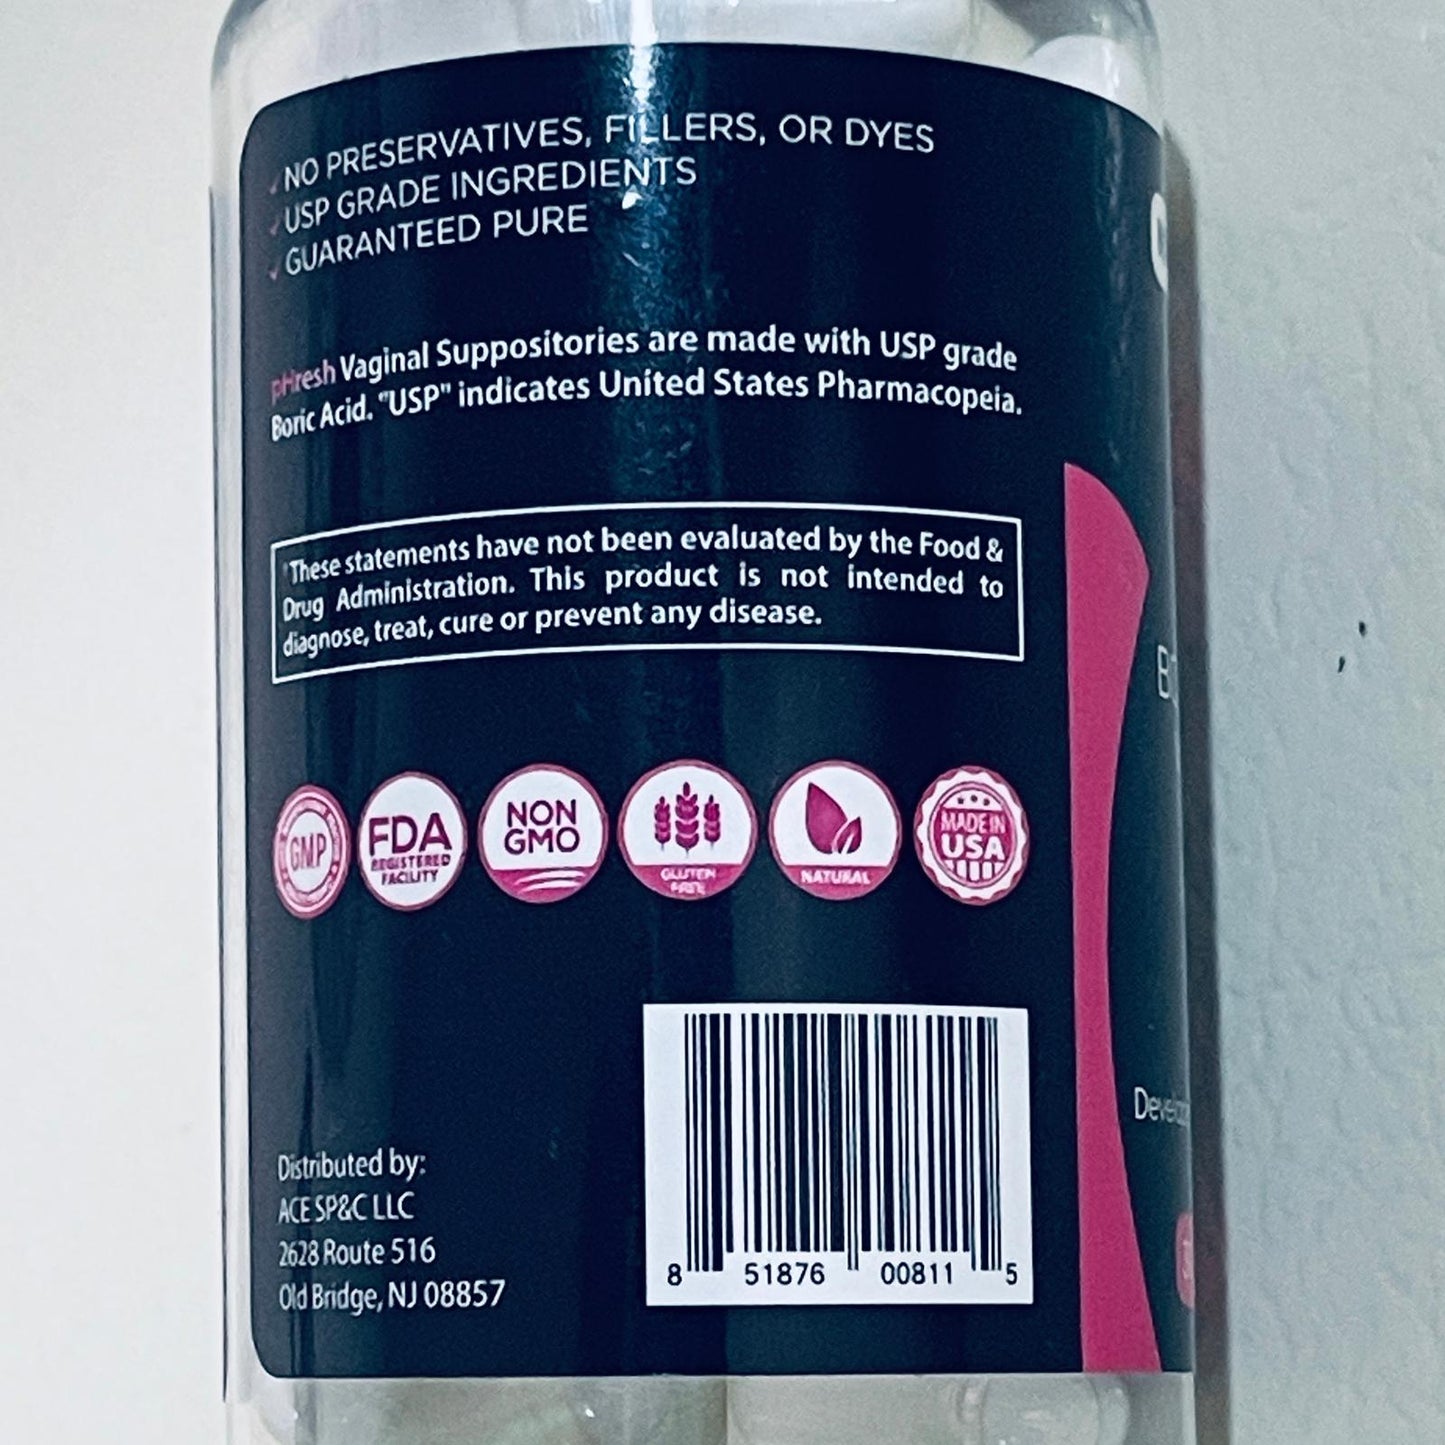 NO PRESERVATIVES, FILLERS, OR DYES
USP GRADE INGREDIENTS
GUARANTEED PURE
pHresh Vaginal Suppositories are made with USP grade
Boric Acid. "USP" indicates United States Pharmacopeia.
*These statements have not been evaluated by the Food &
Drug Administration. This product is not intended to
diagnose, treat, cure or prevent any disease.
GMP
FDA
REGISTERED
FACILITY
NON
GMO
GLUTEN
FREE
NATURAL
MADE IN
USA
Distributed by:
ACE SP&C LLC
2628 Route 516
Old Bridge, NJ 08857
8 51876 00811 5